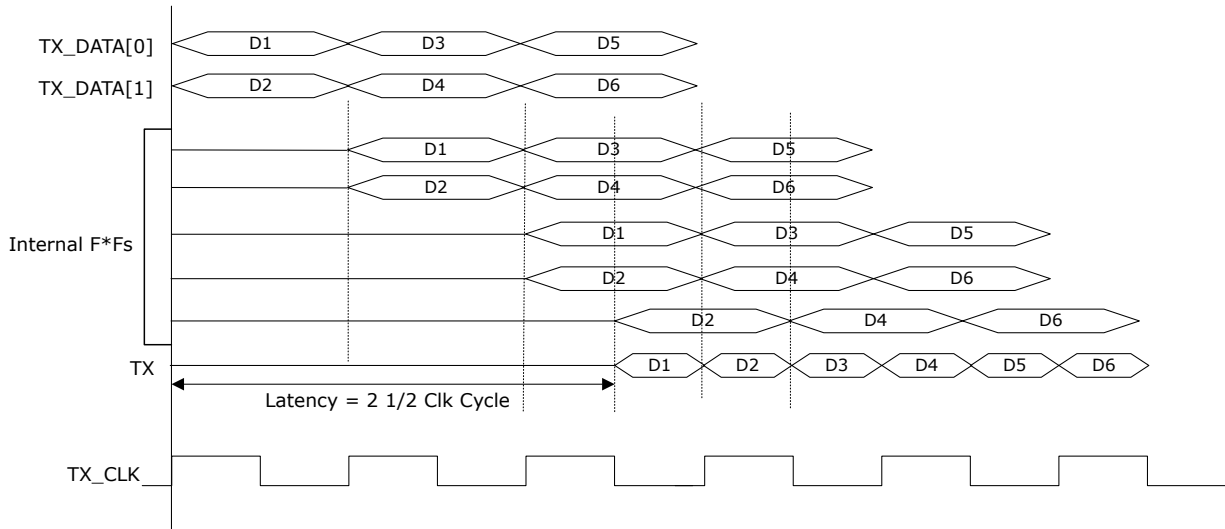 TX_DATA[0] D1 D3 D5
TX_DATA[1] D2 D4 D6
D1 D3 D5
D2 D4 D6
Internal F*Fs
D1 D3 D5
D2 D4 D6
D2 D4 D6
TX D1 D2 D3 D4 D5 D6
Latency = 2 1/2 Clk Cycle
TX_CLK